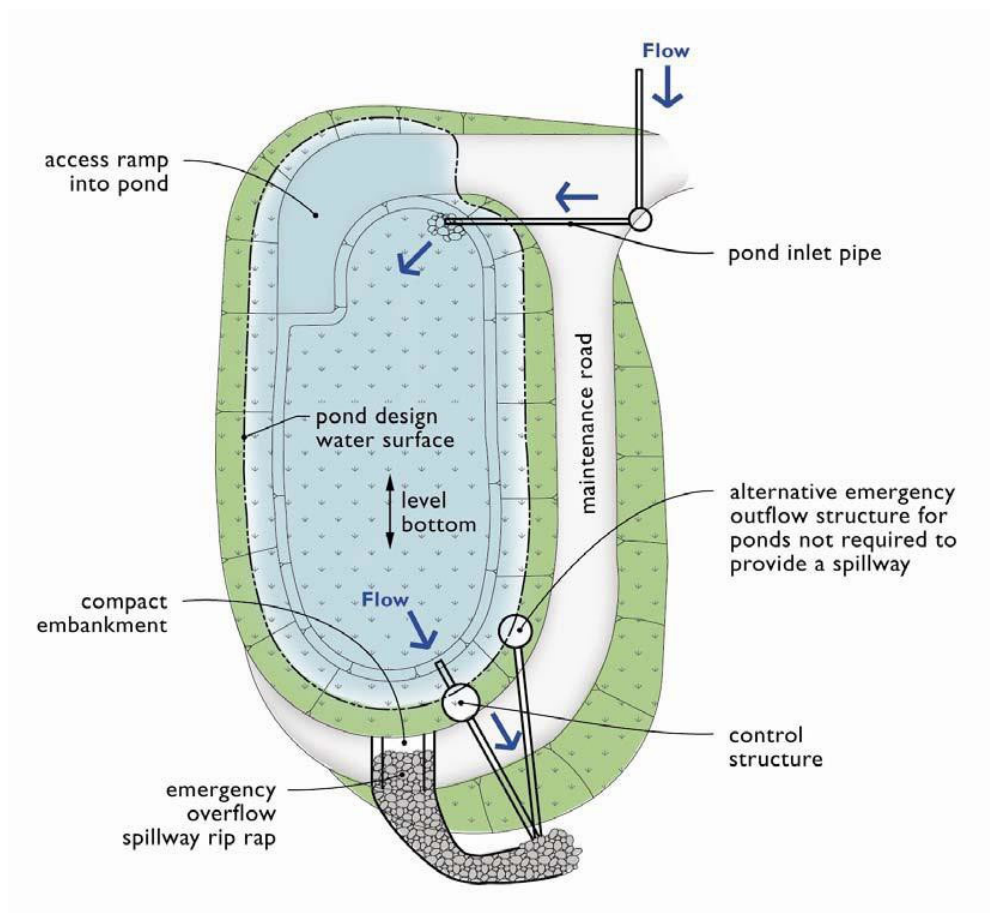 Flow
access ramp
into pond
pond inlet pipe
maintenance road
pond design
water surface
level
bottom
alternative emergency
outflow structure for
ponds not required to
provide a spillway
Flow
compact
embankment
control
structure
emergency
overflow
spillway rip rap